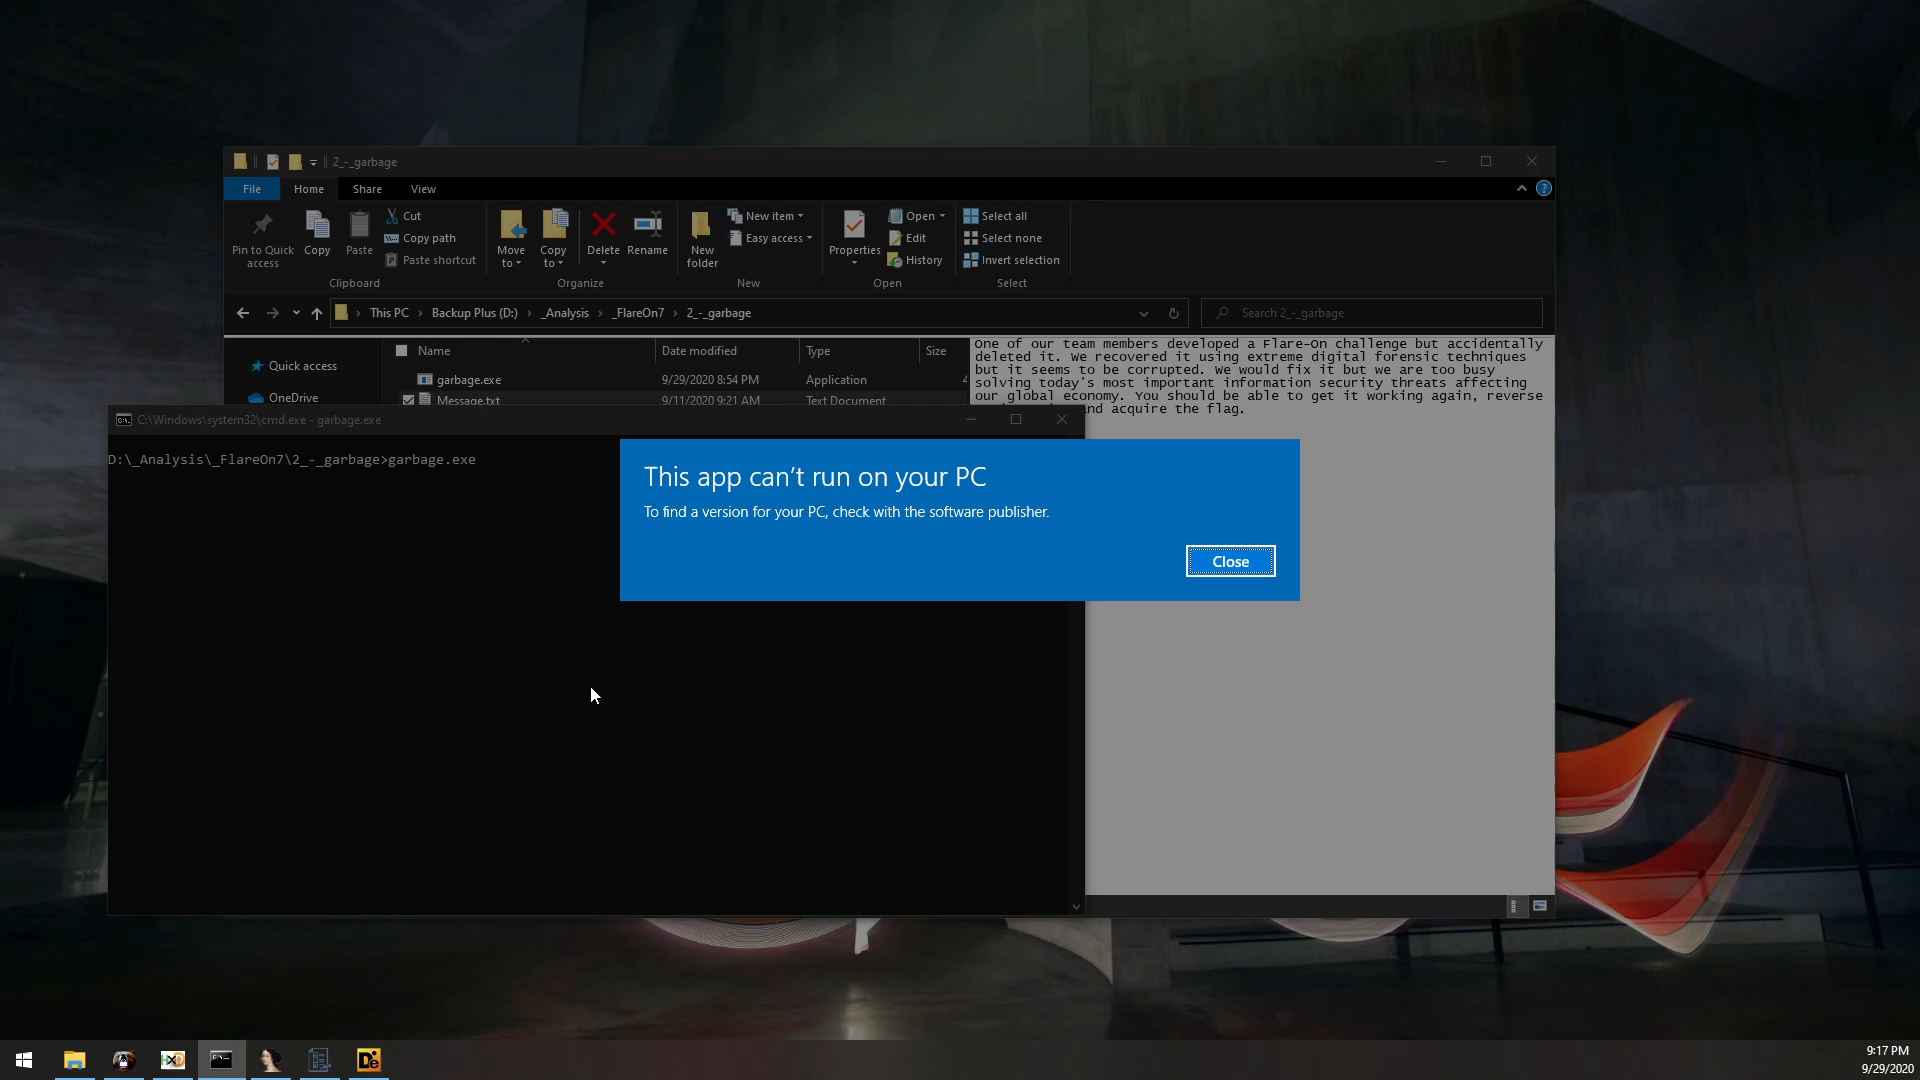 2_-_garbage
File Home Share View
Pin to Quick access
Copy
Paste
Cut
Copy path
Paste shortcut
Clipboard
Move to
Copy to
Delete
Rename
Organize
New folder
New item
Easy access
New
Properties
Open
Edit
History
Open
Select all
Select none
Invert selection
Select
This PC > Backup Plus (D:) > _Analysis > _FlareOn7 > 2_-_garbage
Search 2_-_garbage
Quick access
OneDrive
Name Date modified Type Size
garbage.exe 9/29/2020 8:54 PM Application 4
Message.txt 9/11/2020 9:21 AM Text Document
One of our team members developed a Flare-On challenge but accidentally
deleted it. We recovered it using extreme digital forensic techniques
but it seems to be corrupted. We would fix it but we are too busy
solving today's most important information security threats affecting
our global economy. You should be able to get it working again, reverse
and acquire the flag.
C:\Windows\system32\cmd.exe - garbage.exe
D:\_Analysis\_FlareOn7\2_-_garbage>garbage.exe
This app can't run on your PC
To find a version for your PC, check with the software publisher.
Close
HXD
De
9:17 PM
9/29/2020